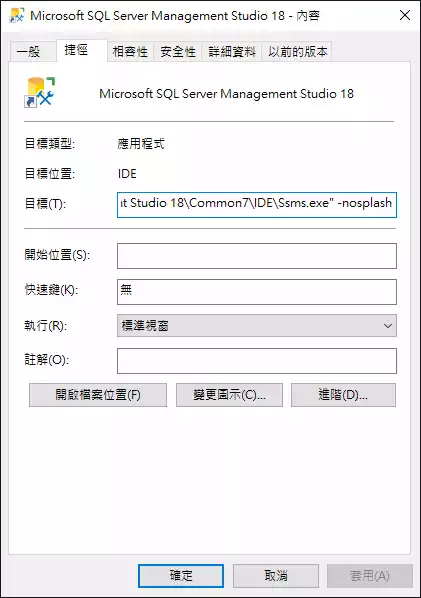 Microsoft SQL Server Management Studio 18 - 內容
一般 捷徑 相容性 安全性 詳細資料 以前的版本
Microsoft SQL Server Management Studio 18
目標類型: 應用程式
目標位置: IDE
目標(T): t Studio 18\Common7\IDE\Ssms.exe" -nosplash
開始位置(S):
快速鍵(K): 無
執行(R): 標準視窗
註解(O):
開啟檔案位置(F) 變更圖示(C)... 進階(D)...
確定 取消 套用(A)